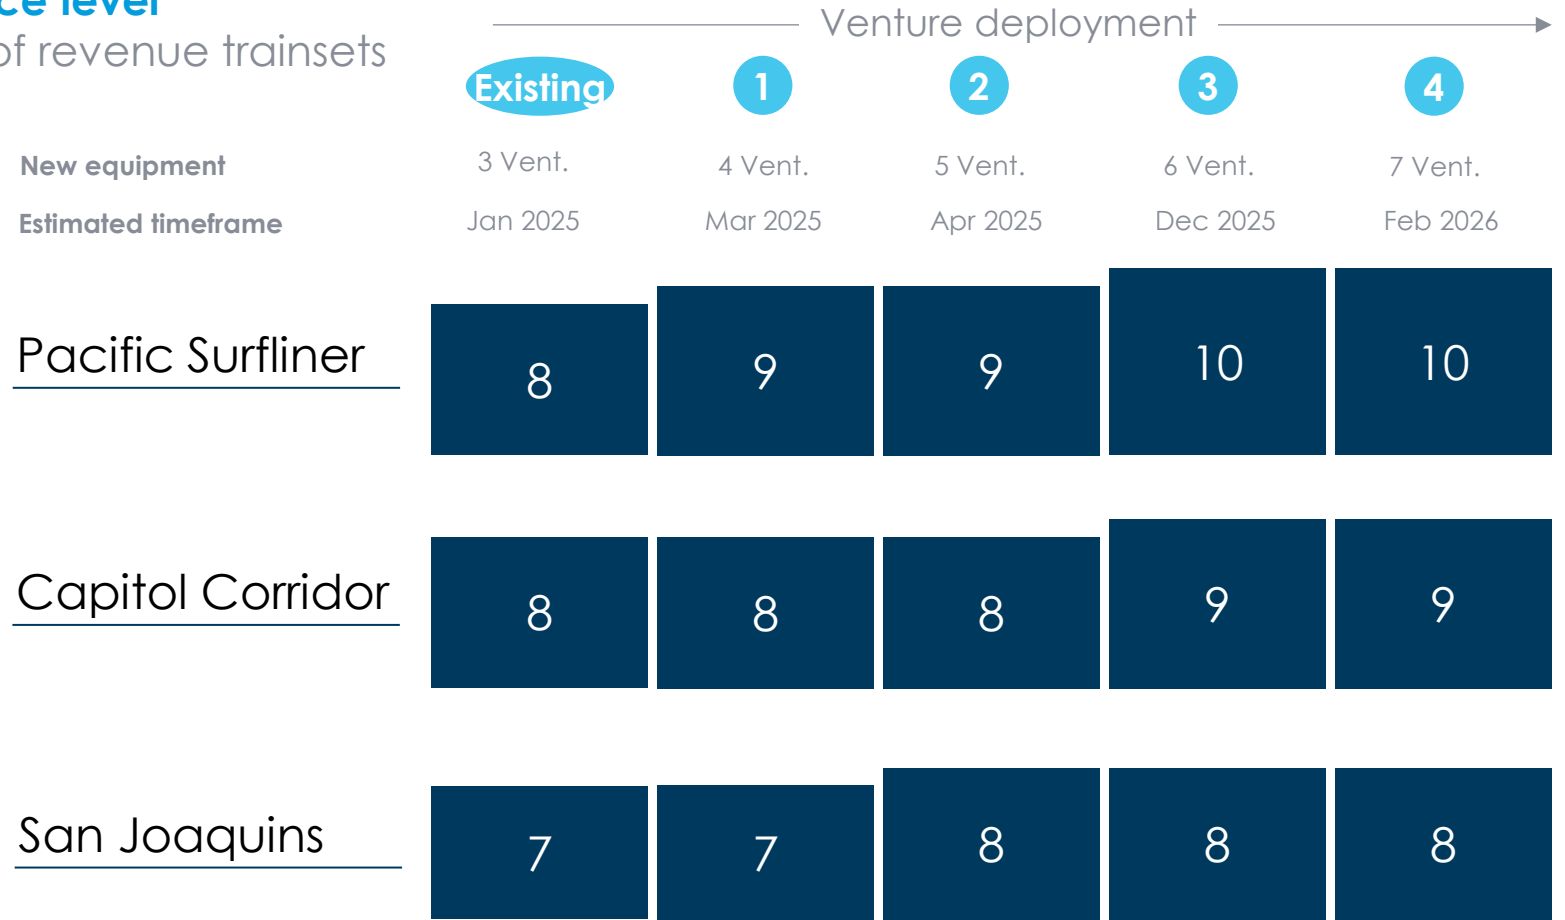 level
of revenue trainsets
Venture deployment
Existing 1 2 3 4
New equipment 3 Vent. 4 Vent. 5 Vent. 6 Vent. 7 Vent.
Estimated timeframe Jan 2025 Mar 2025 Apr 2025 Dec 2025 Feb 2026
Pacific Surfliner 8 9 9 10 10
Capitol Corridor 8 8 8 9 9
San Joaquins 7 7 8 8 8